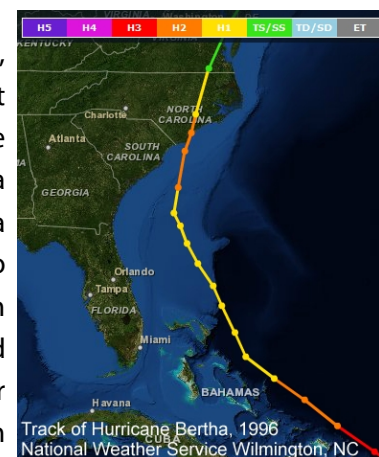 H5 H4 H3 H2 H1 TS/SS TD/SD ET
VIRGINIA
KENTUCKY
Charlotte
NORTH
CAROLINA
Atlanta
SOUTH
CAROLINA
GEORGIA
Orlando
Tampa
FLORIDA
Miami
BAHAMAS
Havana
CUBA
Track of Hurricane Bertha, 1996
National Weather Service Wilmington, NC